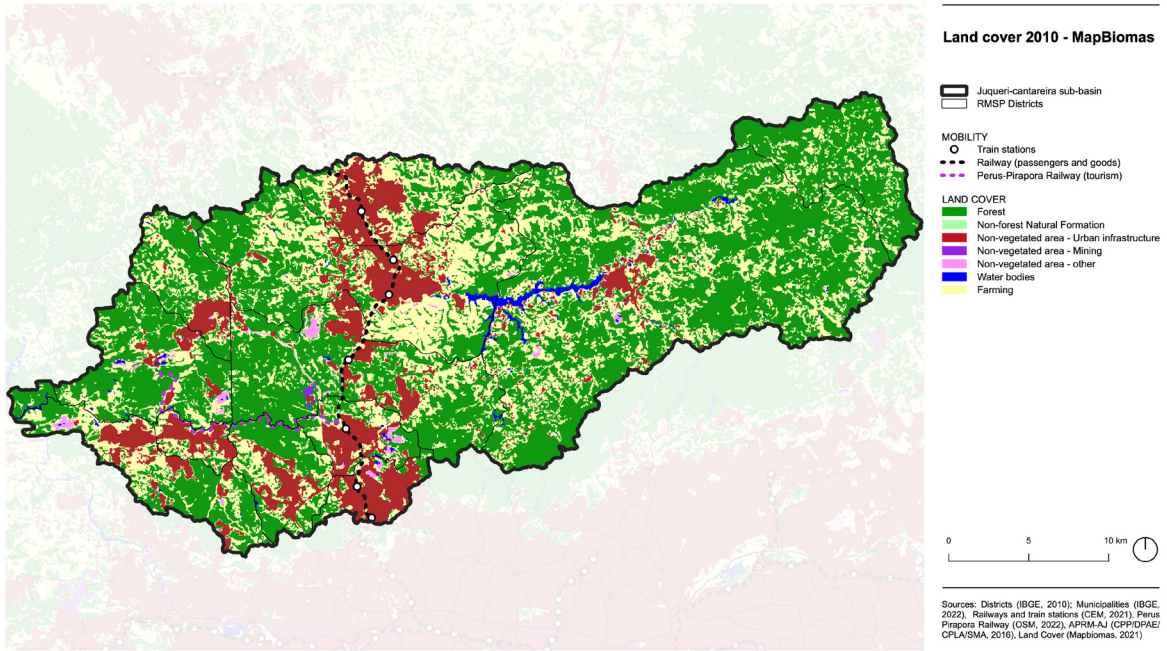 Land cover 2010 - MapBiomas
Juqueri-cantareira sub-basin
RMSP Districts
MOBILITY
Train stations
Railway (passengers and goods)
Perus-Pirapora Railway (tourism)
LAND COVER
Forest
Non-forest Natural Formation
Non-vegetated area - Urban infrastructure
Non-vegetated area - Mining
Non-vegetated area - other
Water bodies
Farming
0 5 10 km
Sources: Districts (IBGE, 2010); Municipalities (IBGE,
2022), Railways and train stations (CEM, 2021), Perus
Pirapora Railway (OSM, 2022), APRM-AJ (CPP/DPAE/
CPLA/SMA, 2016), Land Cover (Mapbiomas, 2021)